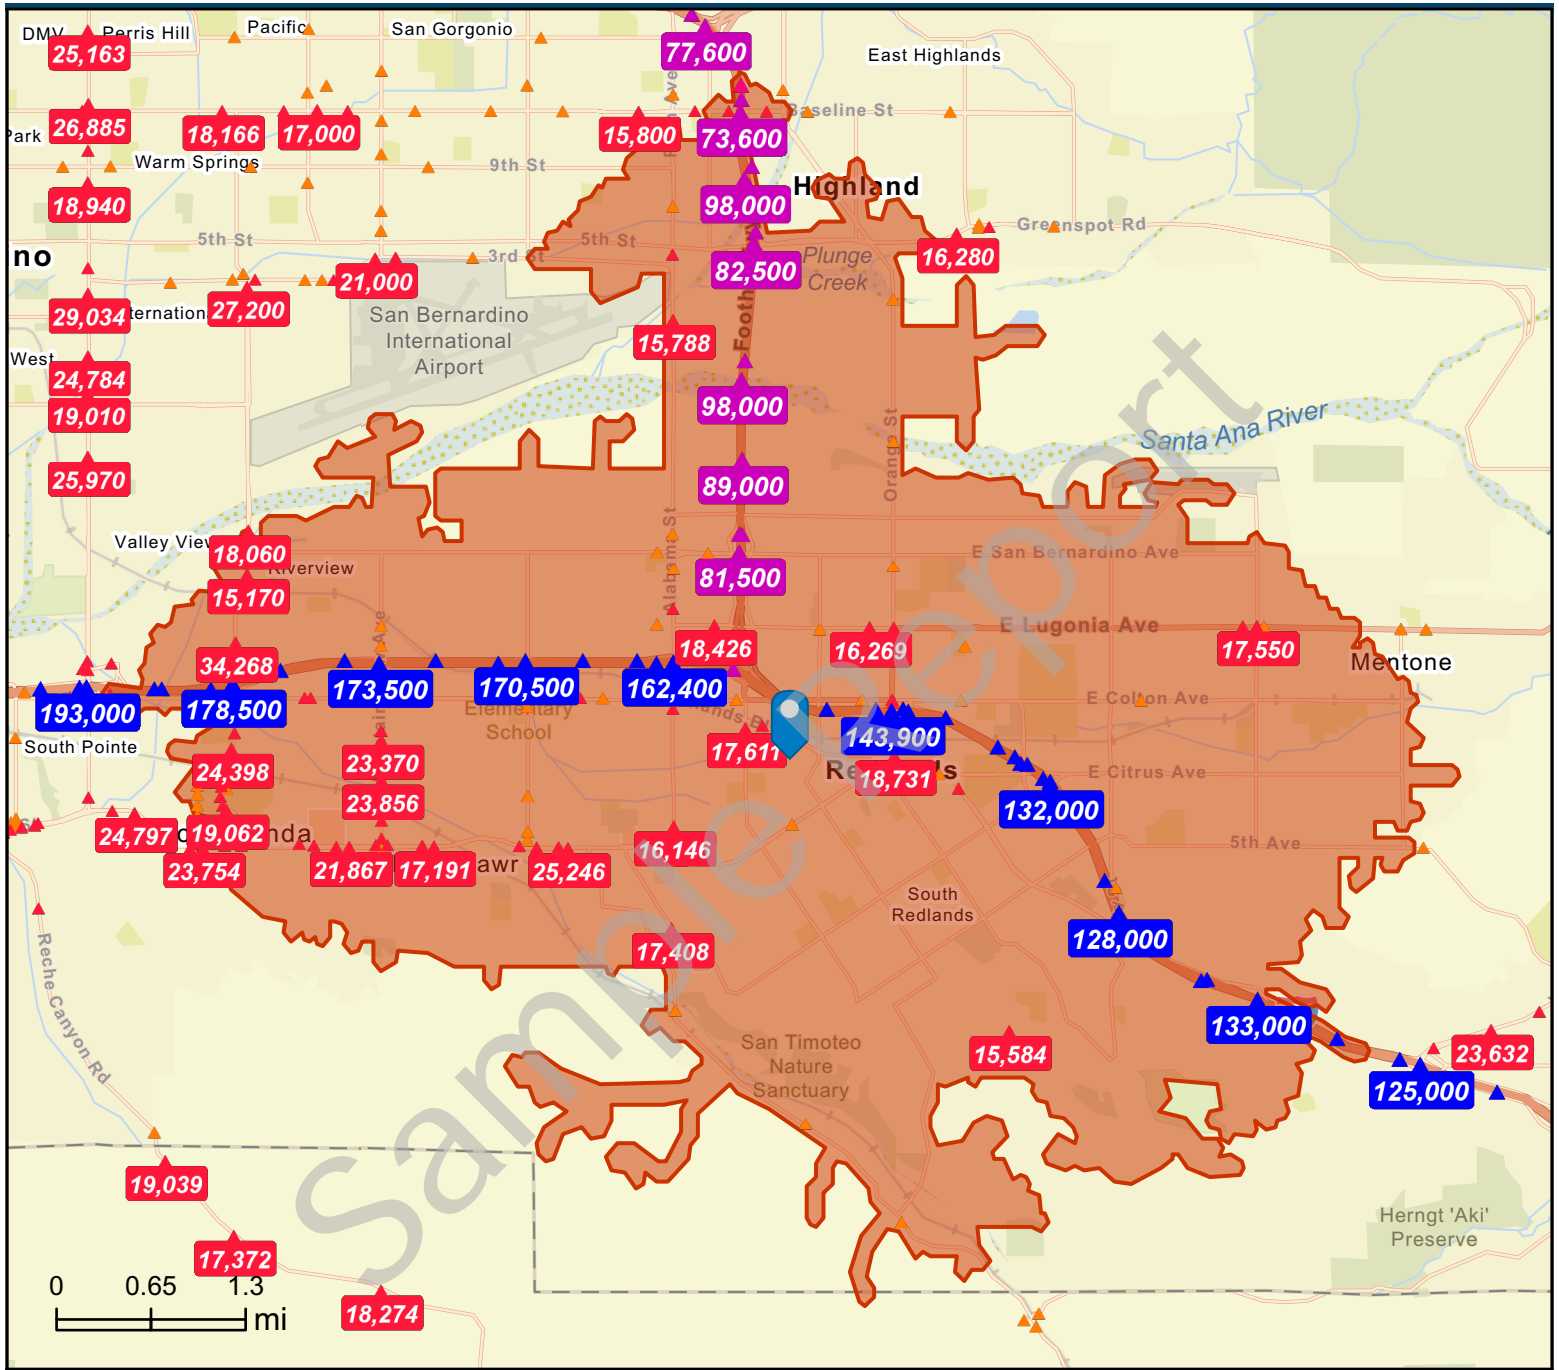 DMV
Perris Hill
Pacific
San Gorgonio
77,600
East Highlands
25,163
26,885
18,166
17,000
15,800
73,600
Baseline St
Park
Warm Springs
9th St
18,940
98,000
Highland
5th St
3rd St
5th St
Greenspot Rd
no
21,000
82,500
Plunge
Creek
16,280
29,034
27,200
San Bernardino
International
Airport
15,788
West
24,784
19,010
98,000
Santa Ana River
Orange St
25,970
89,000
Valley View
18,060
Riverview
15,170
Alabama St
81,500
E San Bernardino Ave
E Lugonia Ave
34,268
18,426
16,269
17,550
Mentone
193,000
178,500
173,500
170,500
162,400
E Colton Ave
Elementary
School
South Pointe
17,611
143,900
24,398
23,370
18,731
E Citrus Ave
23,856
132,000
24,797
19,062
16,146
5th Ave
23,754
21,867
17,191
25,246
South
Redlands
17,408
128,000
Reche Canyon Rd
133,000
San Timoteo
Nature
Sanctuary
15,584
23,632
125,000
19,039
17,372
18,274
Herngt 'Aki'
Preserve
0 0.65 1.3
mi
Sample Report